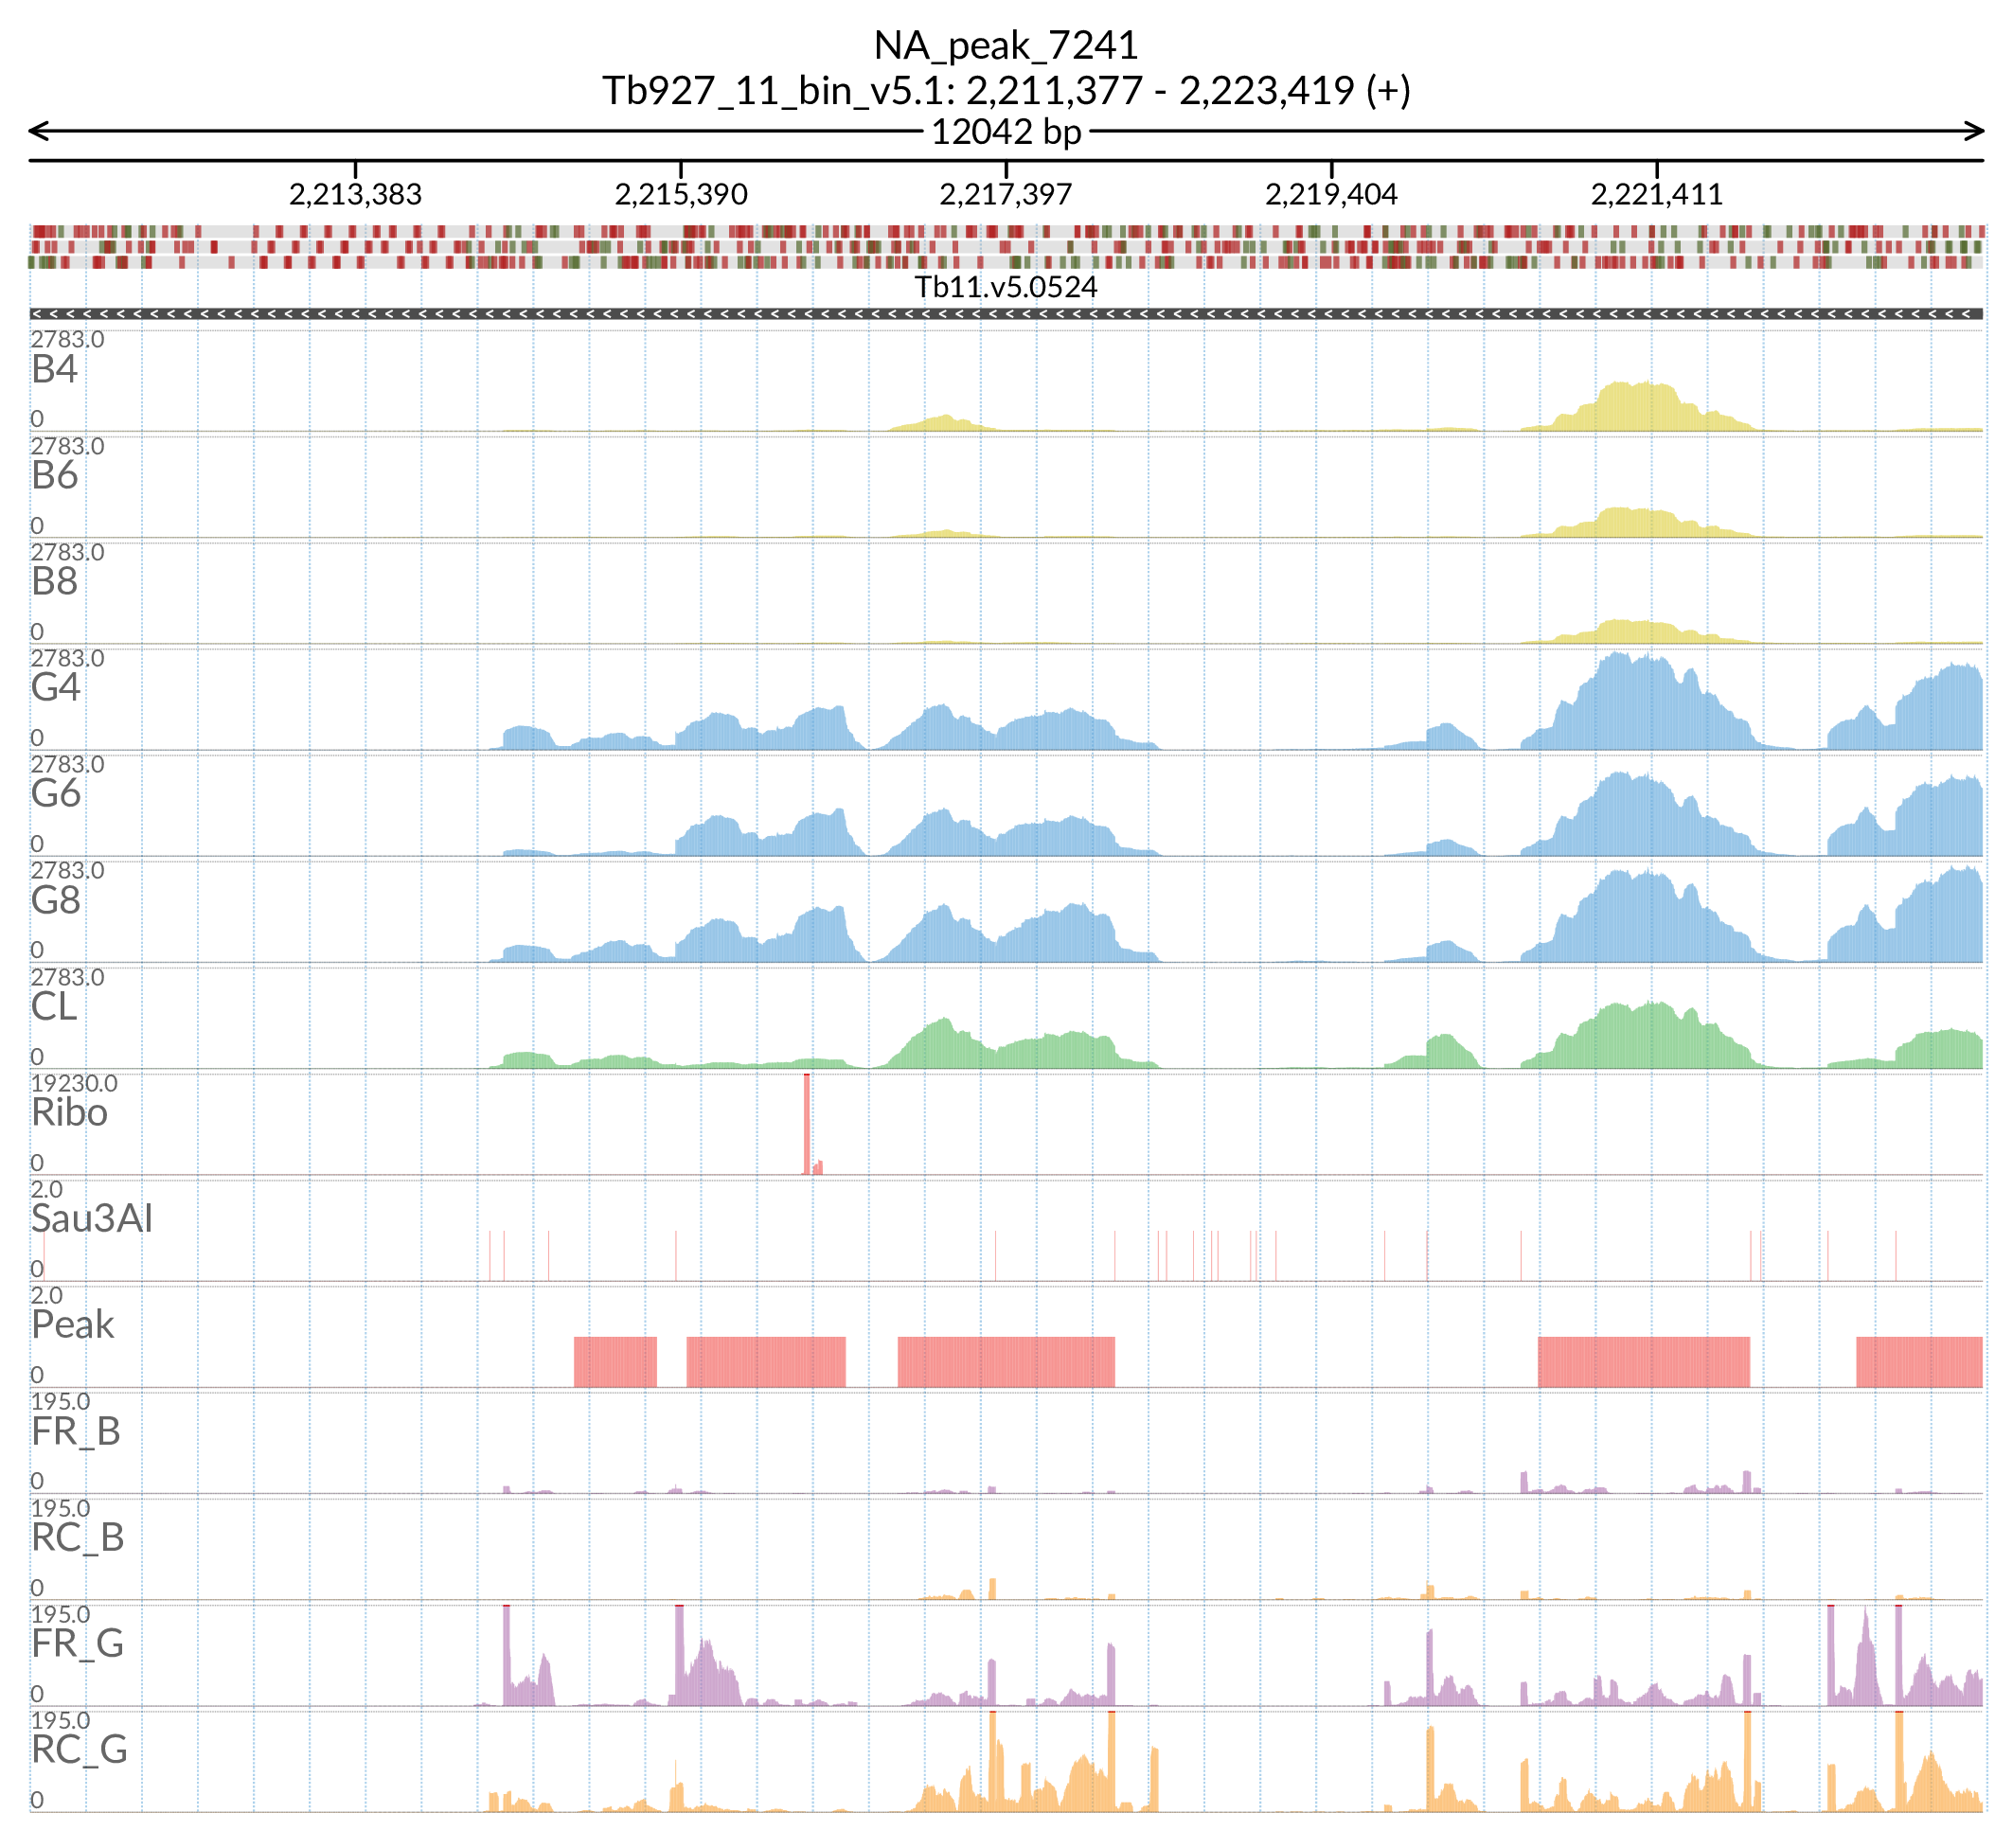 NA_peak_7241
Tb927_11_bin_v5.1: 2,211,377 - 2,223,419 (+)
12042 bp
2,213,383 2,215,390 2,217,397 2,219,404 2,221,411
Tb11.v5.0524
2783.0
B4
0
2783.0
B6
0
2783.0
B8
0
2783.0
G4
0
2783.0
G6
0
2783.0
G8
0
2783.0
CL
0
19230.0
Ribo
0
2.0
Sau3AI
0
2.0
Peak
0
195.0
FR_B
0
195.0
RC_B
0
195.0
FR_G
0
195.0
RC_G
0